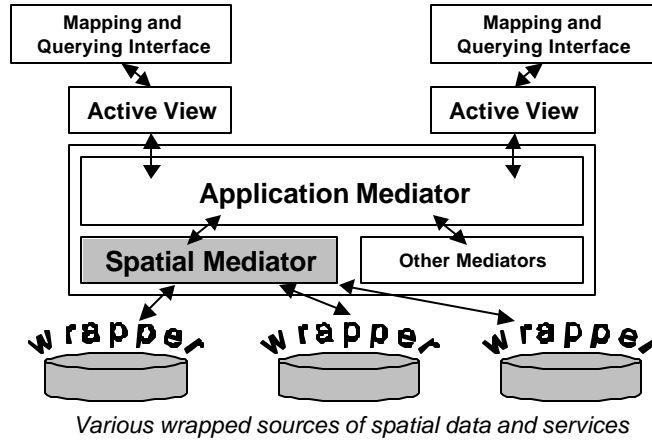 Mapping and
Querying Interface
Mapping and
Querying Interface
Active View
Active View
Application Mediator
Spatial Mediator
Other Mediators
wrapper
wrapper
wrapper
Various wrapped sources of spatial data and services